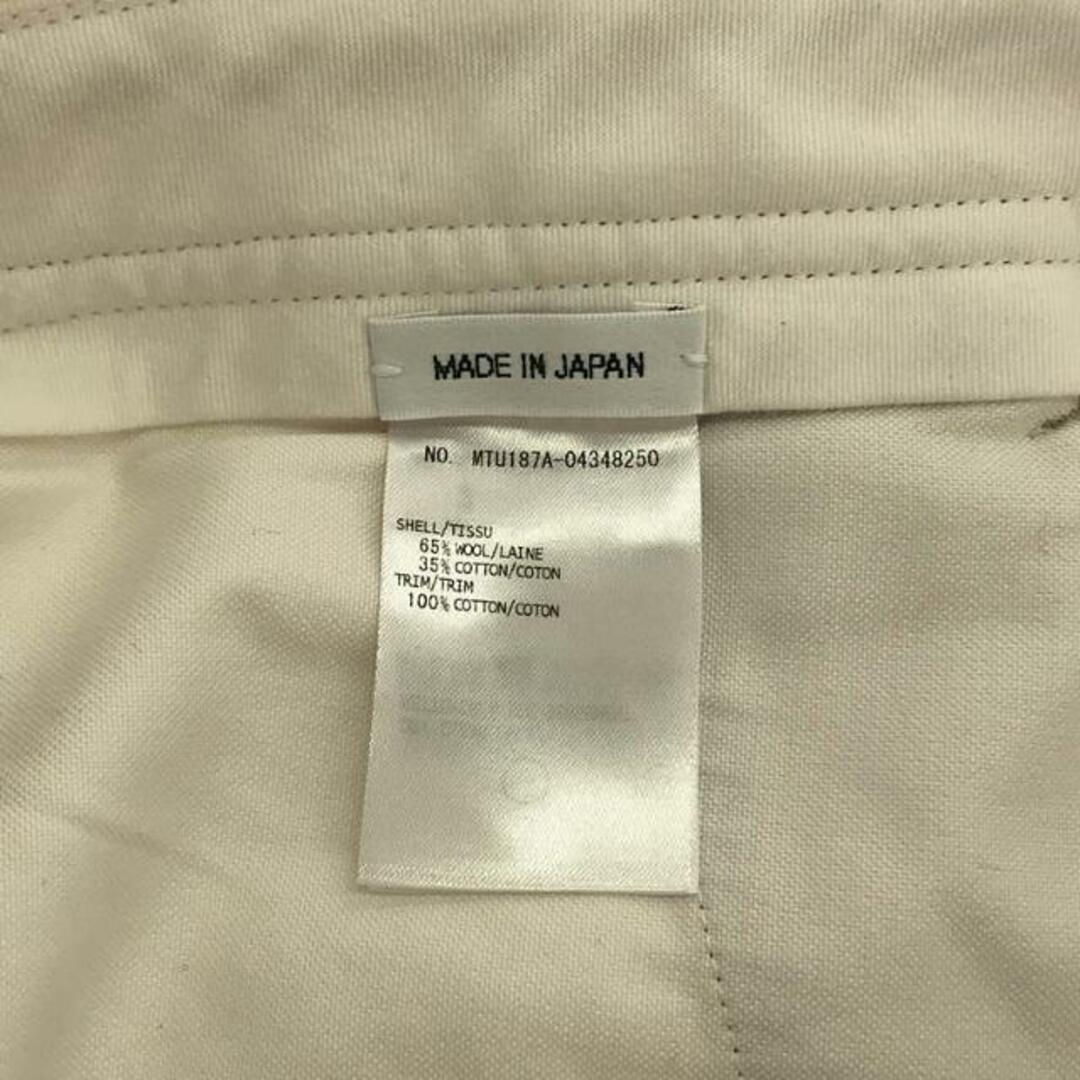 MADE IN JAPAN
NO. MTU187A-04348250
SHELL/TISSU
65% WOOL/LAINE
35% COTTON/COTON
TRIM/TRIM
100% COTTON/COTON